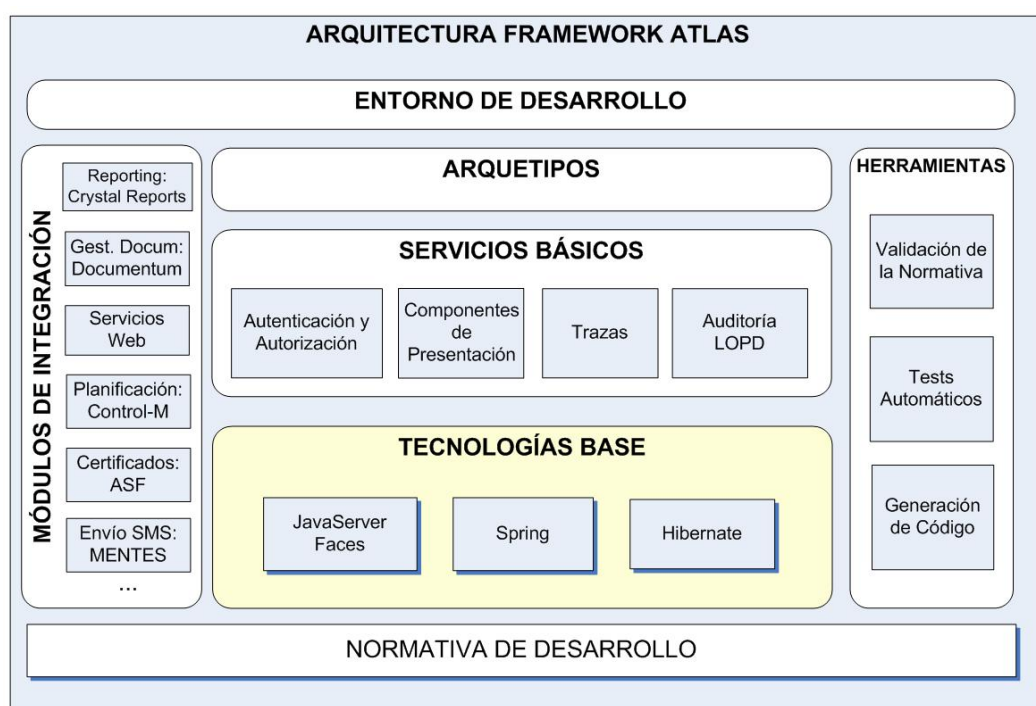 ARQUITECTURA FRAMEWORK ATLAS
ENTORNO DE DESARROLLO
MÓDULOS DE INTEGRACIÓN
Reporting:
Crystal Reports
Gest. Docum:
Documentum
Servicios
Web
Planificación:
Control-M
Certificados:
ASF
Envío SMS:
MENTES
...
ARQUETIPOS
SERVICIOS BÁSICOS
Autenticación y
Autorización
Componentes
de
Presentación
Trazas
Auditoría
LOPD
TECNOLOGÍAS BASE
JavaServer
Faces
Spring
Hibernate
HERRAMIENTAS
Validación de
la Normativa
Tests
Automáticos
Generación
de Código
NORMATIVA DE DESARROLLO